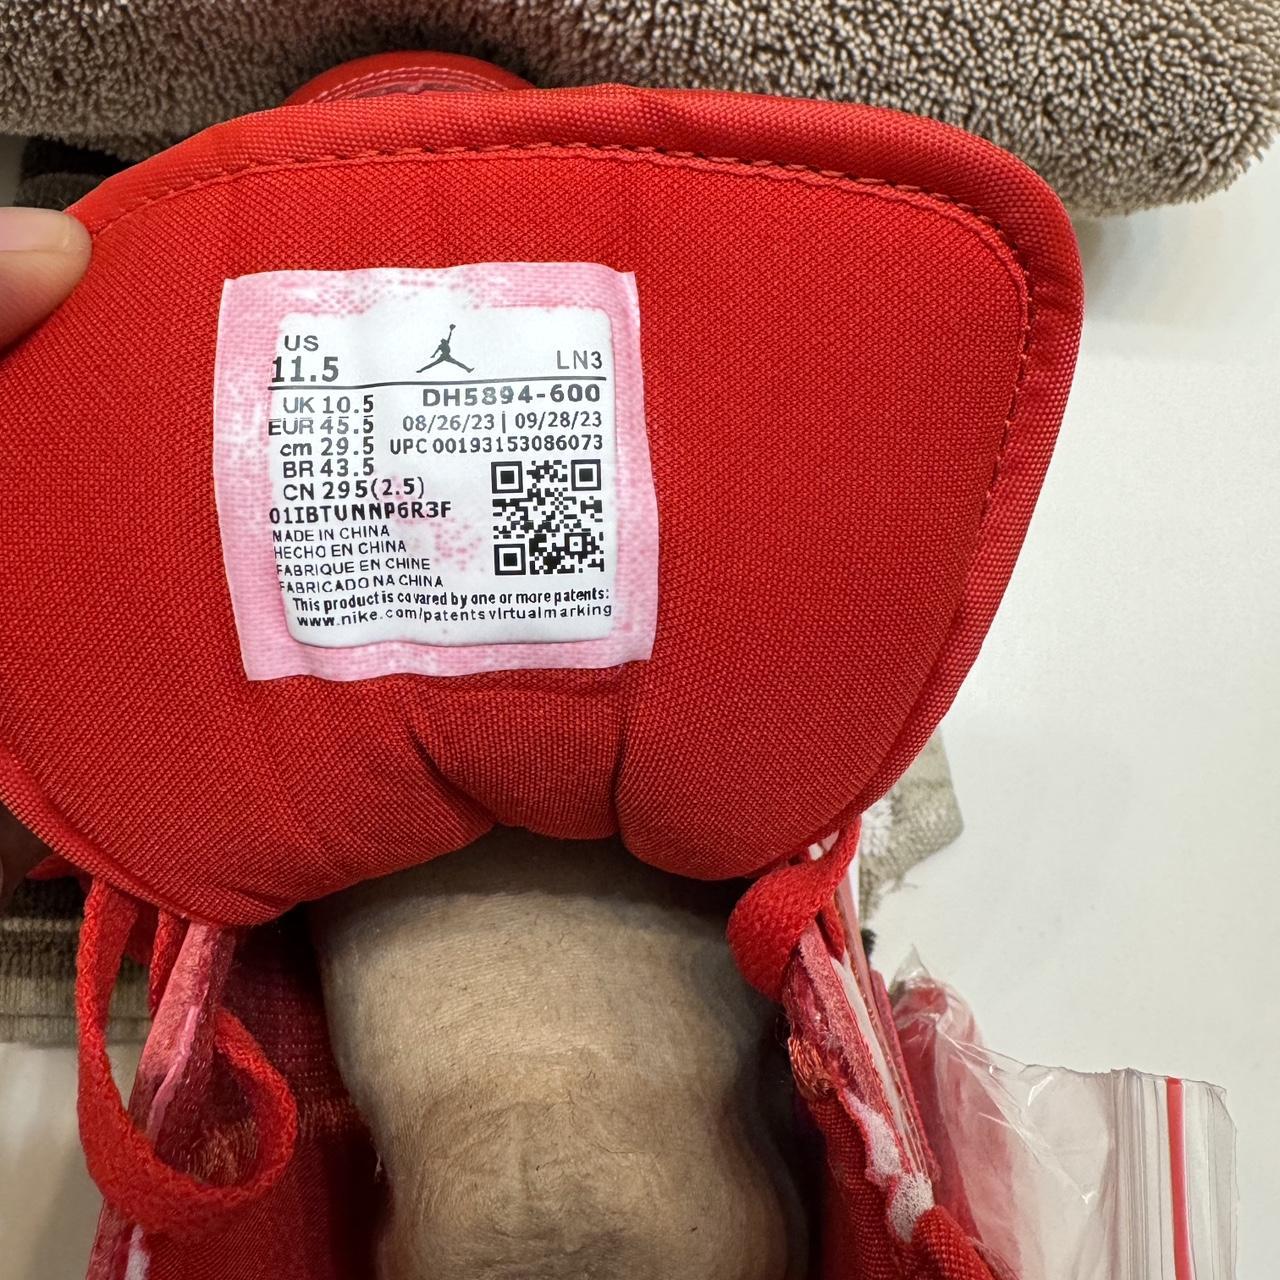 US
11.5 LN3
UK 10.5 DH5894-600
EUR 45.5 08/26/23 | 09/28/23
cm 29.5 UPC 00193153086073
BR 43.5
CN 295(2.5)
01IBTUNNP6R3F
MADE IN CHINA
HECHO EN CHINA
FABRIQUE EN CHINE
FABRICADO NA CHINA
This product is covared by one or more patents:
www.nike.com/patentsvirtualmarking